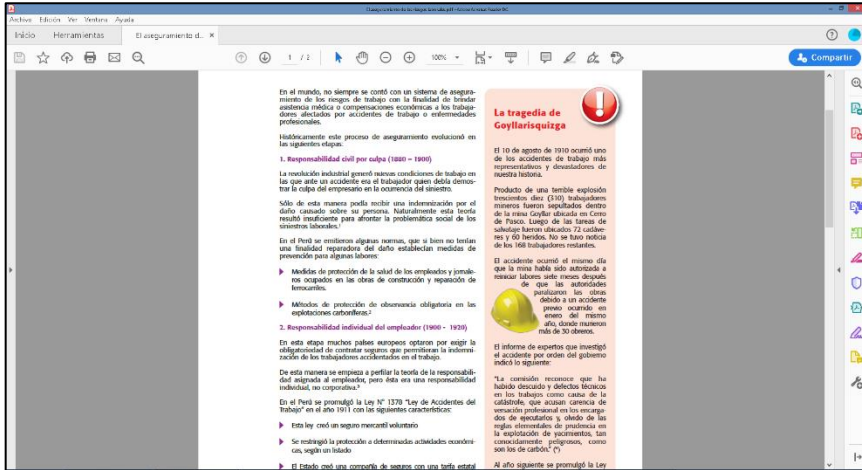 El aseguramiento de los riesgos laborales.pdf - Adobe Acrobat Reader DC
Archivo Edición Ver Ventana Ayuda
Inicio Herramientas El aseguramiento d... ×
1 / 2 100% Compartir
En el mundo, no siempre se contó con un sistema de asegura-
miento de los riesgos de trabajo con la finalidad de brindar
asistencia médica o compensaciones económicas a los trabaja-
dores afectados por accidentes de trabajo o enfermedades
profesionales.
Históricamente este proceso de aseguramiento evolucionó en
las siguientes etapas:
1. Responsabilidad civil por culpa (1880 – 1900)
La revolución industrial generó nuevas condiciones de trabajo en
las que ante un accidente era el trabajador quien debía demos-
trar la culpa del empresario en la ocurrencia del siniestro.
Sólo de esta manera podía recibir una indemnización por el
daño causado sobre su persona. Naturalmente esta teoría
resultó insuficiente para afrontar la problemática social de los
siniestros laborales.¹
En el Perú se emitieron algunas normas, que si bien no tenían
una finalidad reparadora del daño establecían medidas de
prevención para algunas labores:
Medidas de protección de la salud de los empleados y jornale-
ros ocupados en las obras de construcción y reparación de
ferrocarriles.
Métodos de protección de observancia obligatoria en las
explotaciones carboníferas.²
2. Responsabilidad individual del empleador (1900 - 1920)
En esta etapa muchos países europeos optaron por exigir la
obligatoriedad de contratar seguros que permitieran la indemni-
zación de los trabajadores accidentados en el trabajo.
De esta manera se empieza a perfilar la teoría de la responsabili-
dad asignada al empleador, pero ésta era una responsabilidad
individual, no corporativa.³
En el Perú se promulgó la Ley N° 1378 "Ley de Accidentes del
Trabajo" en el año 1911 con las siguientes características:
Esta ley creó un seguro mercantil voluntario
Se restringió la protección a determinadas actividades económi-
cas, según un listado
El Estado creó una compañía de seguros con una tarifa estatal
La tragedia de
Goyllarisquizga
El 10 de agosto de 1910 ocurrió uno
de los accidentes de trabajo más
representativos y devastadores de
nuestra historia.
Producto de una terrible explosión
trescientos diez (310) trabajadores
mineros fueron sepultados dentro
de la mina Goyllar ubicada en Cerro
de Pasco. Luego de las tareas de
salvataje fueron ubicados 72 cadáve-
res y 60 heridos. No se tuvo noticia
de los 168 trabajadores restantes.
El accidente ocurrió el mismo día
que la mina había sido autorizada a
reiniciar labores siete meses después
de que las autoridades
paralizaron las obras
debido a un accidente
previo ocurrido en
enero del mismo
año, donde murieron
más de 30 obreros.
El informe de expertos que investigó
el accidente por orden del gobierno
indicó lo siguiente:
"La comisión reconoce que ha
habido descuido y defectos técnicos
en los trabajos como causa de la
catástrofe, que acusan carencia de
versación profesional en los encarga-
dos de ejecutarlos y, olvido de las
reglas elementales de prudencia en
la explotación de yacimientos, tan
conocidamente peligrosos, como
son los de carbón." (⁴)
Al año siguiente se promulgó la Ley